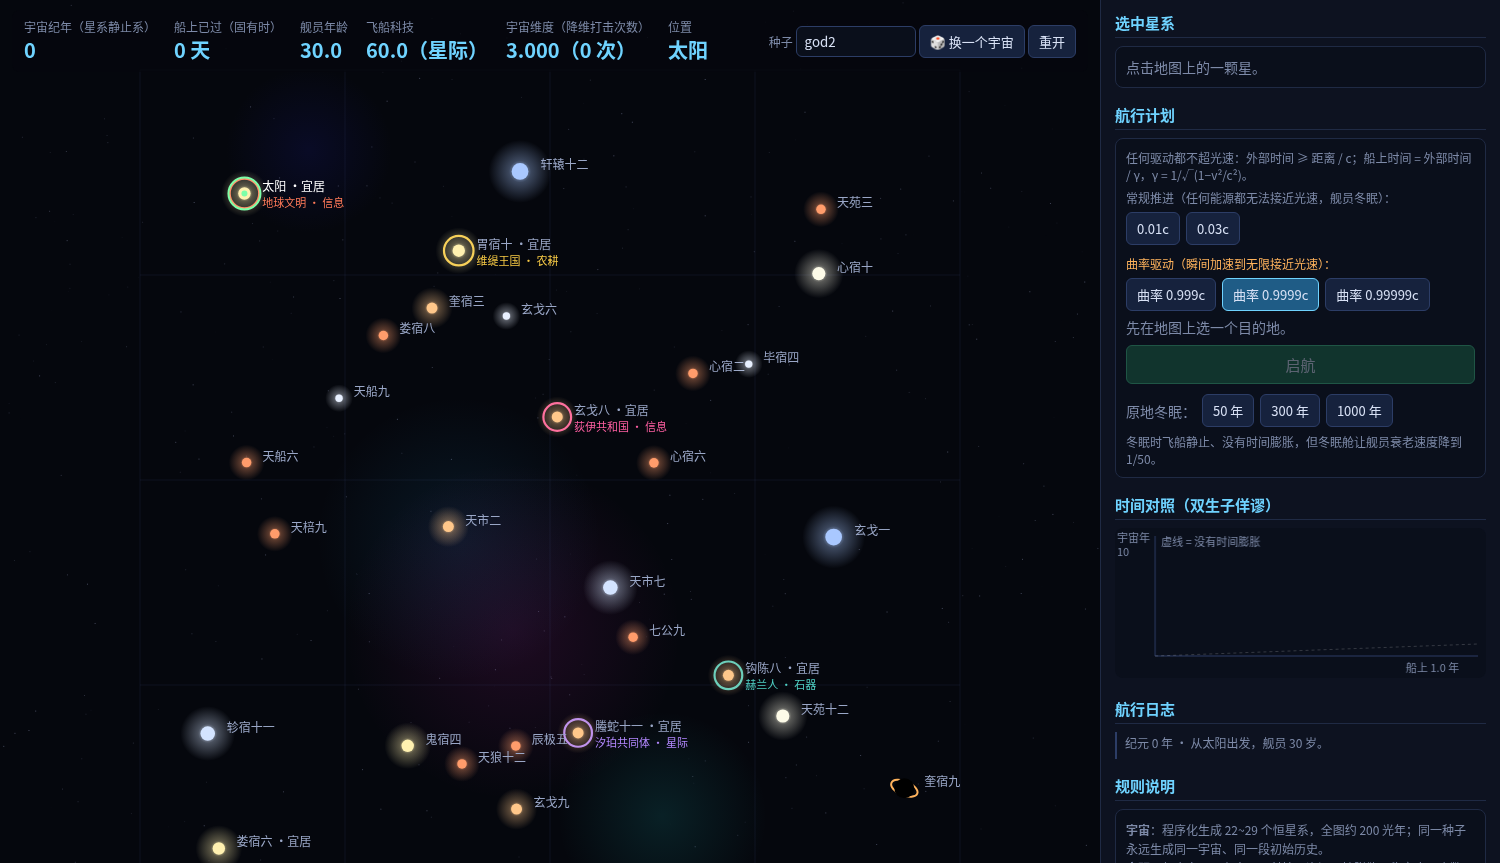 宇宙纪年（星系静止系）
0
船上已过（固有时）
0 天
舰员年龄
30.0
飞船科技
60.0（星际）
宇宙维度（降维打击次数）
3.000（0 次）
位置
太阳
种子
god2
🎲 换一个宇宙
重开
轩辕十二
太阳 ・宜居
地球文明 ・ 信息
天苑三
胃宿十 ・宜居
维缇王国 ・ 农耕
心宿十
奎宿三
玄戈六
娄宿八
心宿二
毕宿四
天船九
玄戈八 ・宜居
荻伊共和国 ・ 信息
天船六
心宿六
天棓九
天市二
玄戈一
天市七
七公九
钩陈八 ・宜居
赫兰人 ・ 石器
天苑十二
轸宿十一
鬼宿四
辰极五
螣蛇十一 ・宜居
汐珀共同体 ・ 星际
天狼十二
奎宿九
玄戈九
娄宿六 ・宜居
选中星系
点击地图上的一颗星。
航行计划
任何驱动都不超光速：外部时间 ⩾ 距离 / c；船上时间 = 外部时间
/ γ，γ = 1/√(1−v²/c²)。
常规推进（任何能源都无法接近光速，舰员冬眠）：
0.01c
0.03c
曲率驱动（瞬间加速到无限接近光速）：
曲率 0.999c
曲率 0.9999c
曲率 0.99999c
先在地图上选一个目的地。
启航
原地冬眠：
50 年
300 年
1000 年
冬眠时飞船静止、没有时间膨胀，但冬眠舱让舰员衰老速度降到
1/50。
时间对照（双生子佯谬）
宇宙年
10
虚线 = 没有时间膨胀
船上 1.0 年
航行日志
纪元 0 年 ・ 从太阳出发，舰员 30 岁。
规则说明
宇宙：程序化生成 22~29 个恒星系，全图约 200 光年；同一种子
永远生成同一宇宙、同一段初始历史。